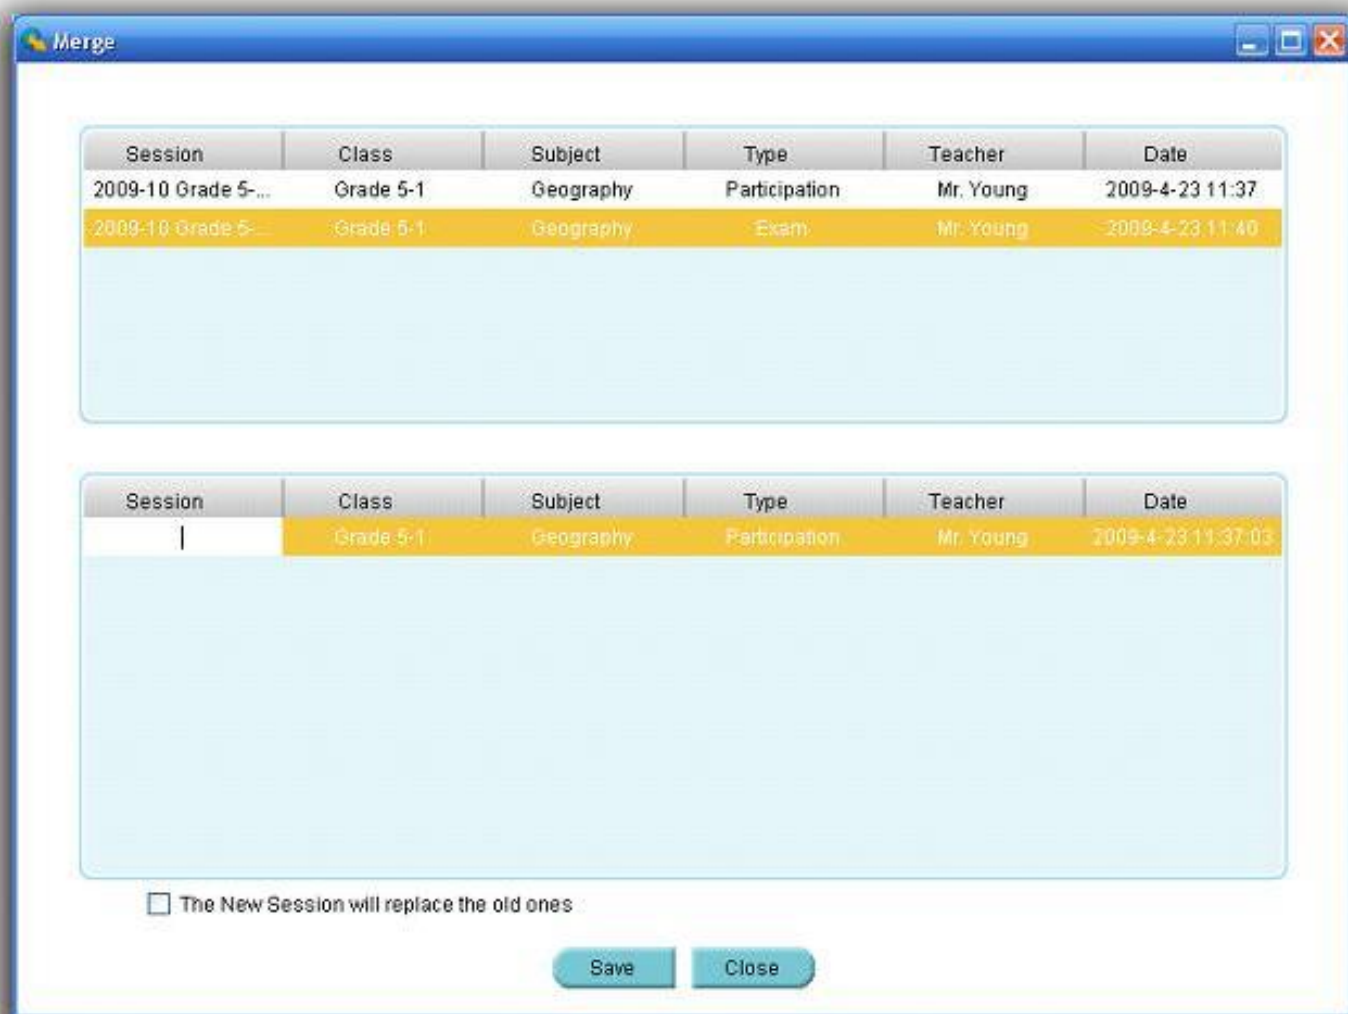 Merge
Session Class Subject Type Teacher Date
2009-10 Grade 5-... Grade 5-1 Geography Participation Mr. Young 2009-4-23 11:37
2009-10 Grade 5-... Grade 5-1 Geography Exam Mr. Young 2009-4-23 11:40
Session Class Subject Type Teacher Date
Grade 5-1 Geography Participation Mr. Young 2009-4-23 11:37:03
The New Session will replace the old ones
Save Close